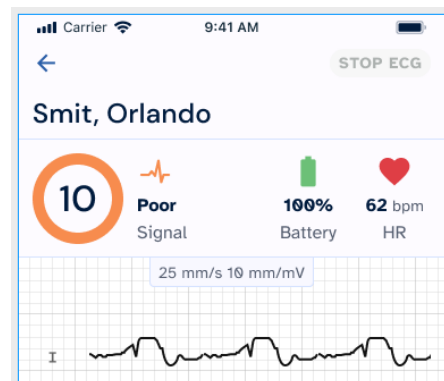 Carrier 9:41 AM
STOP ECG
Smit, Orlando
10
Poor 100% 62 bpm
Signal Battery HR
25 mm/s 10 mm/mV
I